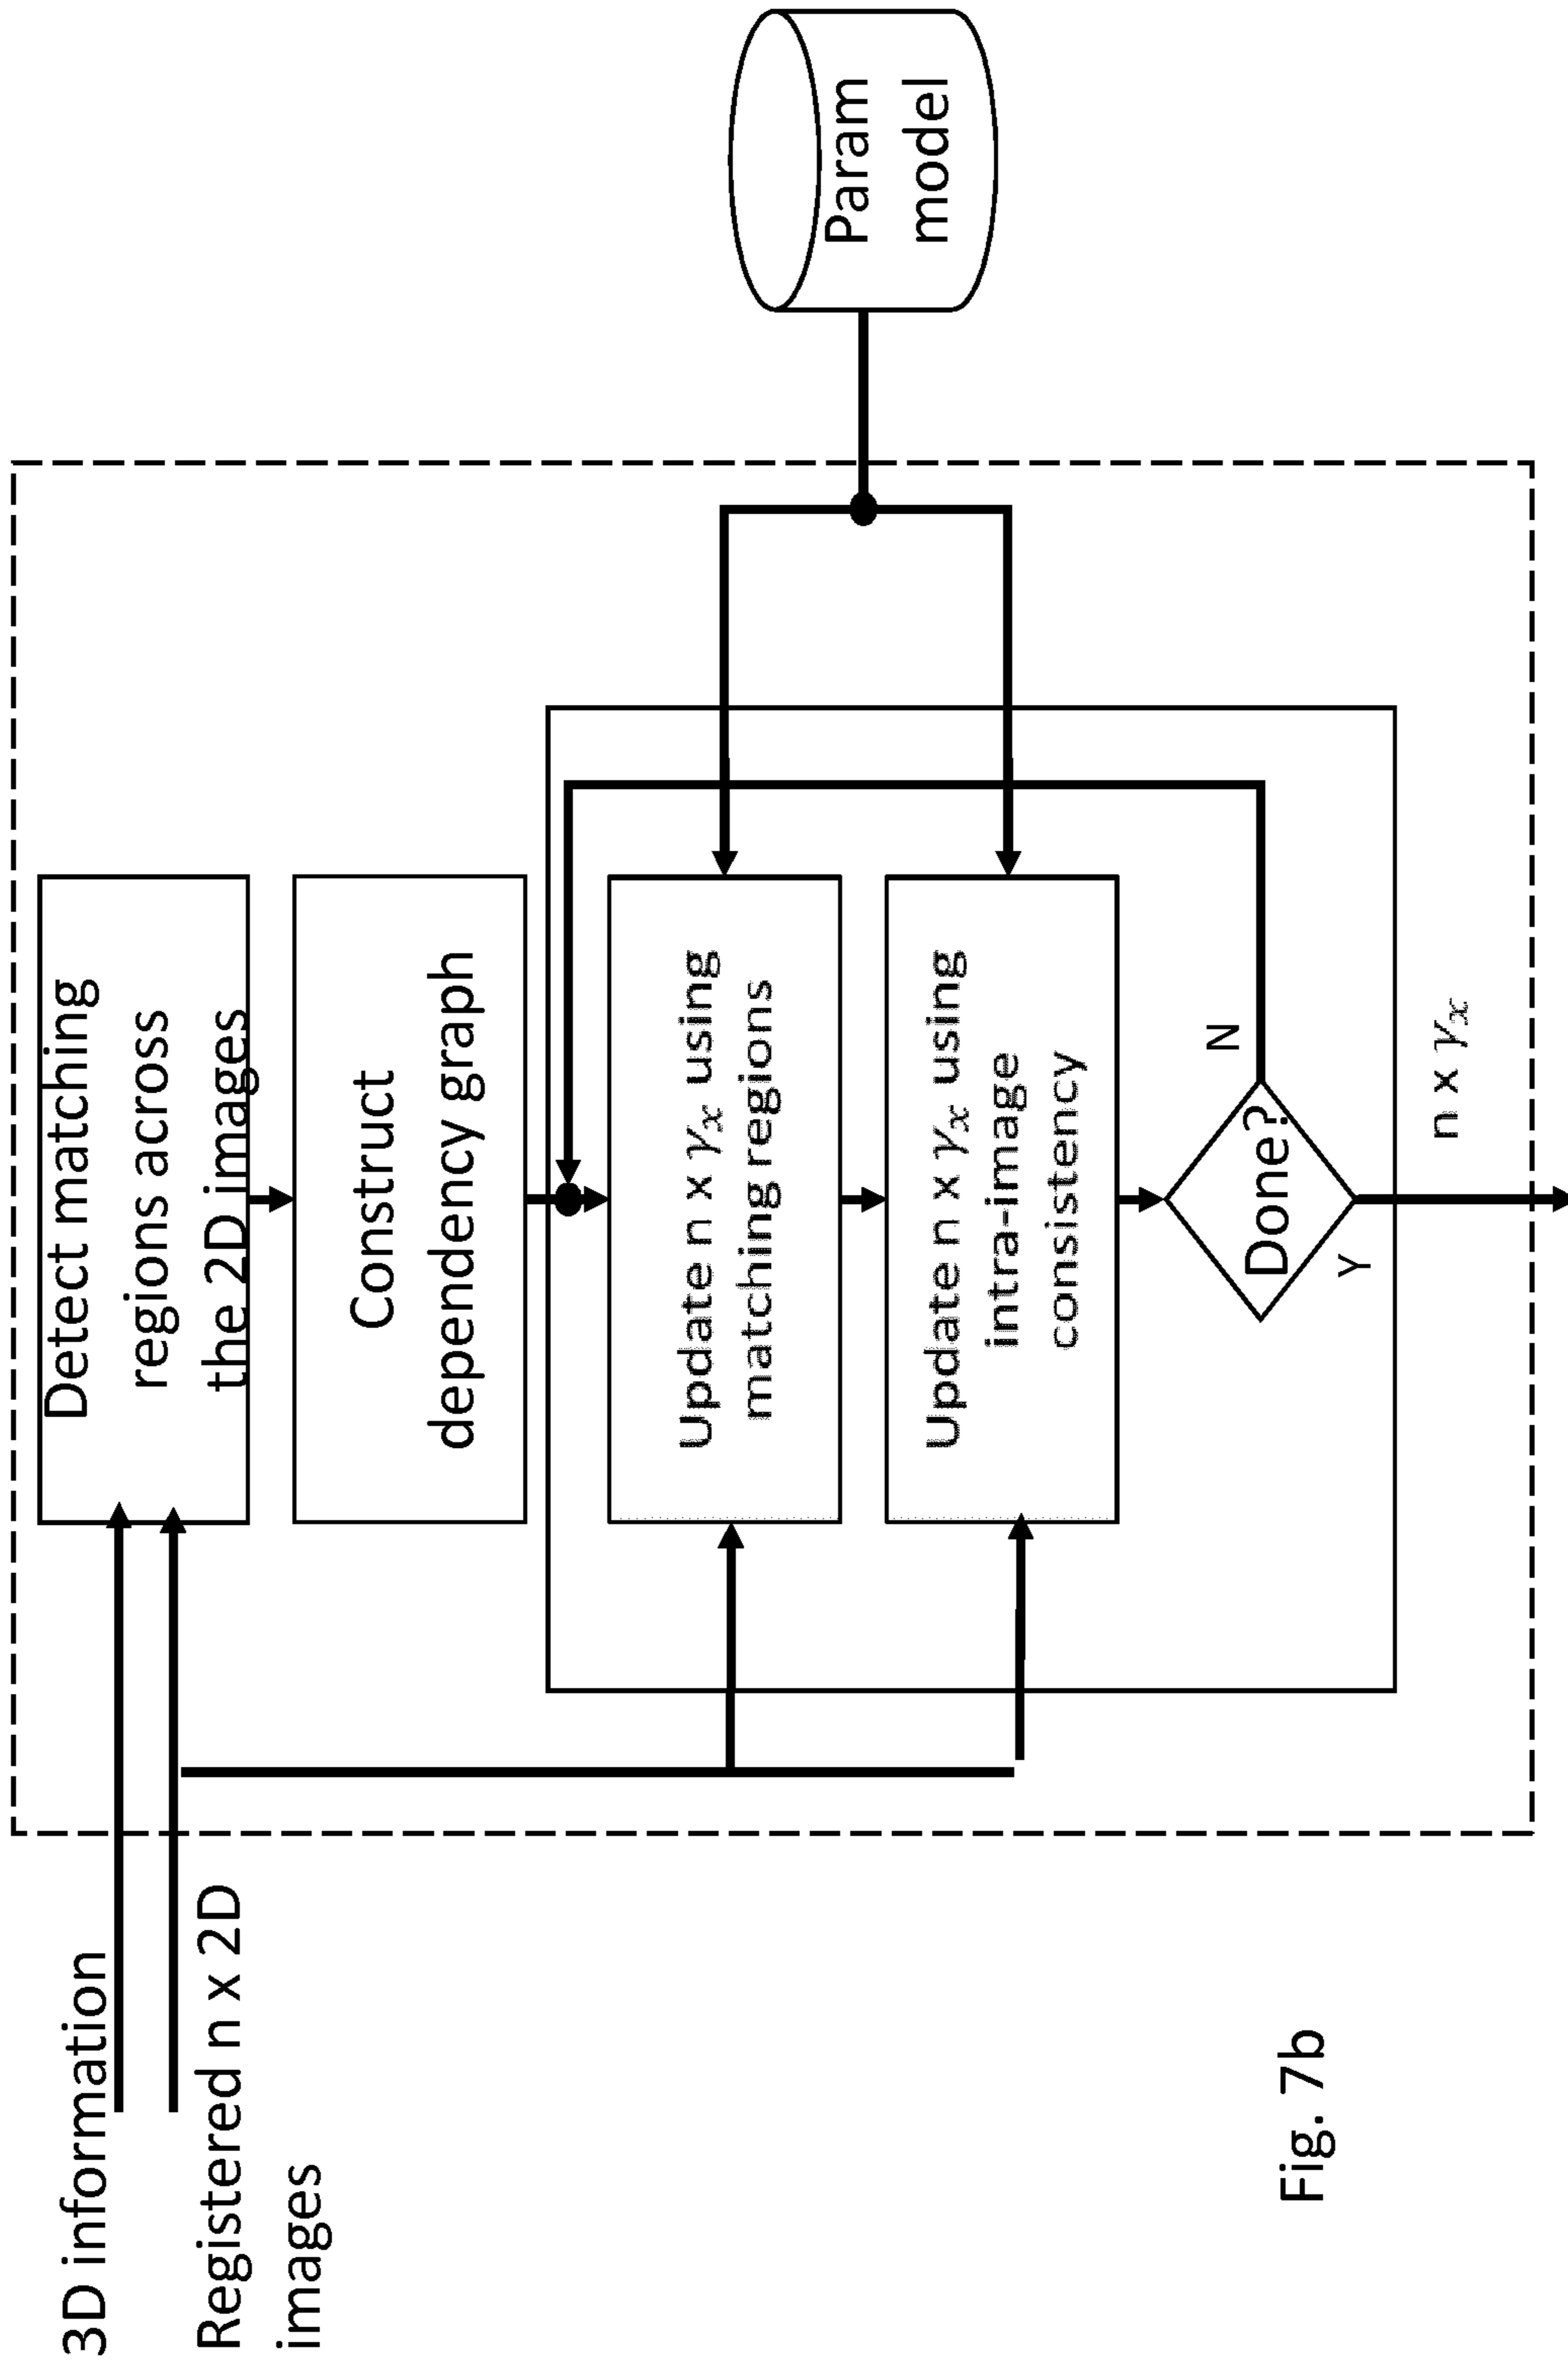 3D information
Registered n x 2D
images
Detect matching
regions across
the 2D images
Construct
dependency graph
Update n x γₓ using
matching regions
Update n x γₓ using
intra-image
consistency
Done?
N
Y
n x γₓ
Param
model
Fig. 7b